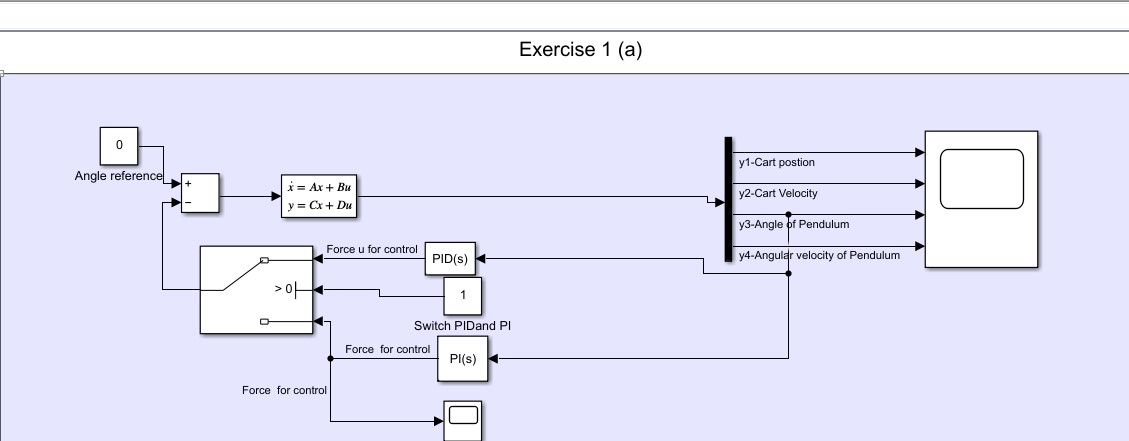 Exercise 1 (a)
0
Angle reference
+
−
ẋ = Ax + Bu
y = Cx + Du
y1-Cart postion
y2-Cart Velocity
y3-Angle of Pendulum
y4-Angular velocity of Pendulum
Force u for control
PID(s)
> 0
1
Switch PIDand PI
Force  for control
PI(s)
Force  for control